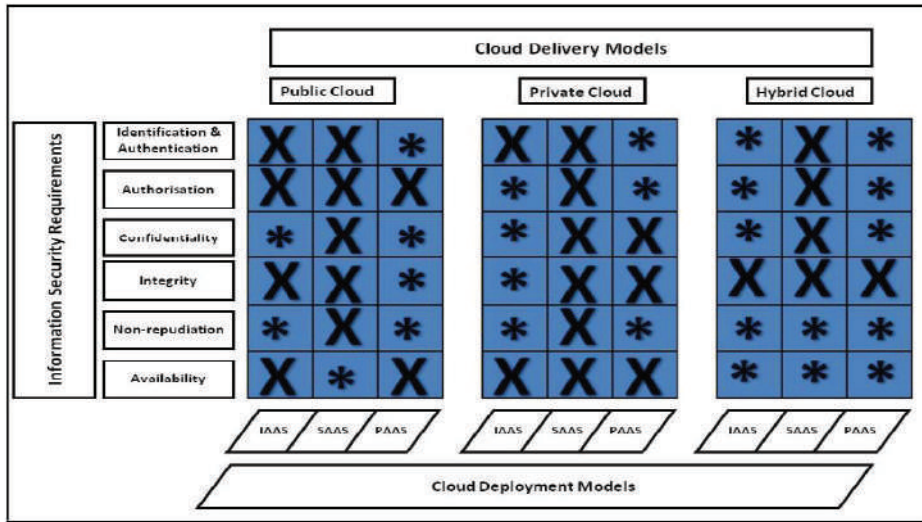 Cloud Delivery Models
Public Cloud
Private Cloud
Hybrid Cloud
Information Security Requirements
Identification &
Authentication
X X * X X * * X *
Authorisation
X X X * X * * X *
Confidentiality
* X * * X X * X *
Integrity
X X * * X X X X X
Non-repudiation
* X * * X * * * *
Availability
X * X X X X * * *
IAAS SAAS PAAS IAAS SAAS PAAS IAAS SAAS PAAS
Cloud Deployment Models